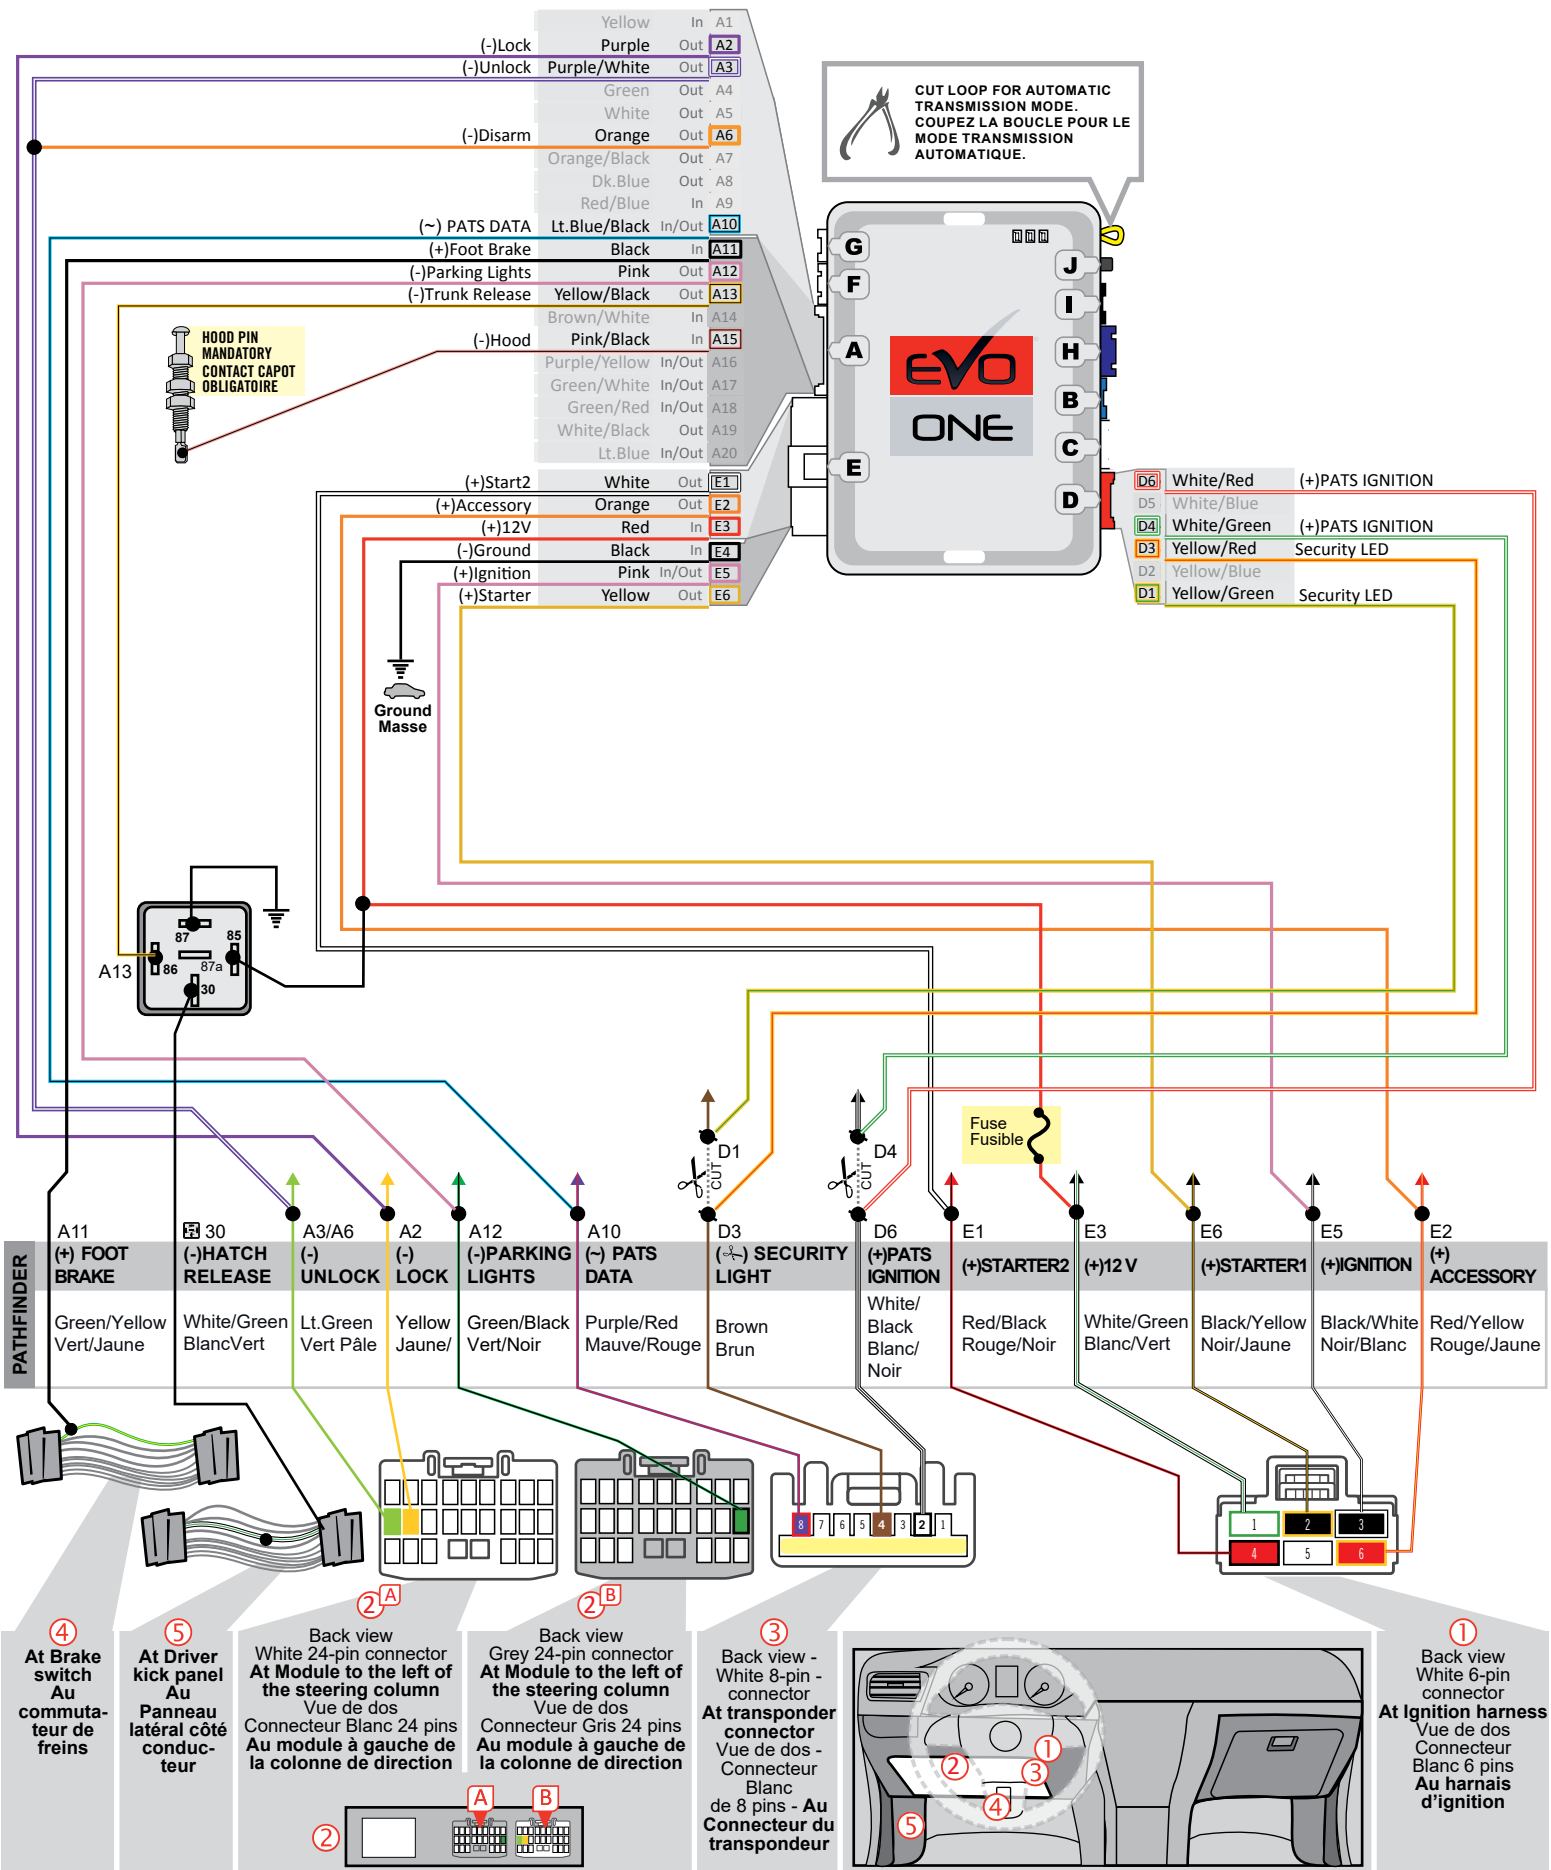 Yellow In A1
(-)Lock Purple Out A2
(-)Unlock Purple/White Out A3
Green Out A4
White Out A5
(-)Disarm Orange Out A6
Orange/Black Out A7
Dk.Blue Out A8
Red/Blue In A9
(~) PATS DATA Lt.Blue/Black In/Out A10
(+)Foot Brake Black In A11
(-)Parking Lights Pink Out A12
(-)Trunk Release Yellow/Black Out A13
Brown/White In A14
(-)Hood Pink/Black In A15
Purple/Yellow In/Out A16
Green/White In/Out A17
Green/Red In/Out A18
White/Black Out A19
Lt.Blue In/Out A20
(+)Start2 White Out E1
(+)Accessory Orange Out E2
(+)12V Red In E3
(-)Ground Black In E4
(+)Ignition Pink In/Out E5
(+)Starter Yellow Out E6
HOOD PIN
MANDATORY
CONTACT CAPOT
OBLIGATOIRE
CUT LOOP FOR AUTOMATIC
TRANSMISSION MODE.
COUPEZ LA BOUCLE POUR LE
MODE TRANSMISSION
AUTOMATIQUE.
G
F
A
E
J
I
H
B
C
D
EVO
ONE
D6 White/Red (+)PATS IGNITION
D5 White/Blue
D4 White/Green (+)PATS IGNITION
D3 Yellow/Red Security LED
D2 Yellow/Blue
D1 Yellow/Green Security LED
Ground
Masse
A13
87
85
86
87a
30
D1
CUT
D4
CUT
Fuse
Fusible
PATHFINDER
A11
(+) FOOT
BRAKE
Green/Yellow
Vert/Jaune
30
(-)HATCH
RELEASE
White/Green
BlancVert
A3/A6
(-)
UNLOCK
Lt.Green
Vert Pâle
A2
(-)
LOCK
Yellow
Jaune/
A12
(-)PARKING
LIGHTS
Green/Black
Vert/Noir
A10
(~) PATS
DATA
Purple/Red
Mauve/Rouge
D3
( ) SECURITY
LIGHT
Brown
Brun
D6
(+)PATS
IGNITION
White/
Black
Blanc/
Noir
E1
(+)STARTER2
Red/Black
Rouge/Noir
E3
(+)12 V
White/Green
Blanc/Vert
E6
(+)STARTER1
Black/Yellow
Noir/Jaune
E5
(+)IGNITION
Black/White
Noir/Blanc
E2
(+)
ACCESSORY
Red/Yellow
Rouge/Jaune
8 7 6 5 4 3 2 1
1 2 3
4 5 6
4
At Brake
switch
Au
commuta-
teur de
freins
5
At Driver
kick panel
Au
Panneau
latéral côté
conduc-
teur
2 A
Back view
White 24-pin connector
At Module to the left of
the steering column
Vue de dos
Connecteur Blanc 24 pins
Au module à gauche de
la colonne de direction
2 B
Back view
Grey 24-pin connector
At Module to the left of
the steering column
Vue de dos
Connecteur Gris 24 pins
Au module à gauche de
la colonne de direction
2
A
B
3
Back view -
White 8-pin -
connector
At transponder
connector
Vue de dos -
Connecteur
Blanc
de 8 pins - Au
Connecteur du
transpondeur
1
2
3
4
5
1
Back view
White 6-pin
connector
At Ignition harness
Vue de dos
Connecteur
Blanc 6 pins
Au harnais
d'ignition